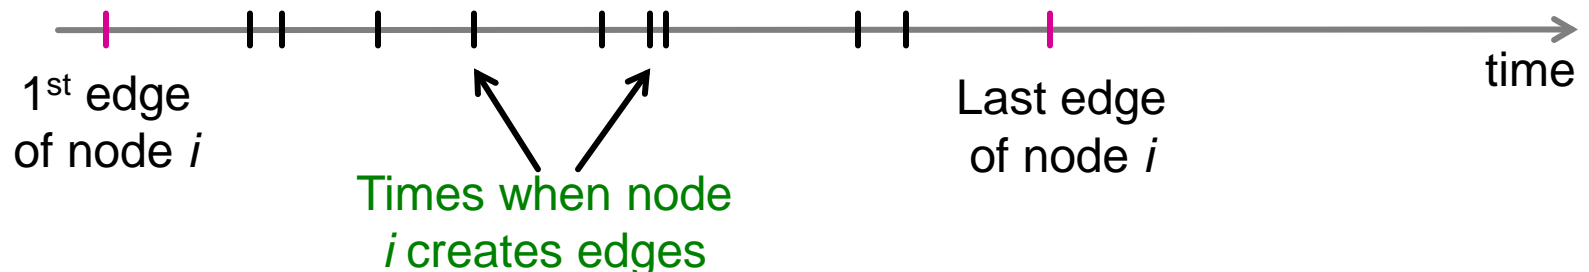 1st edge
of node i
Times when node
i creates edges
Last edge
of node i
time